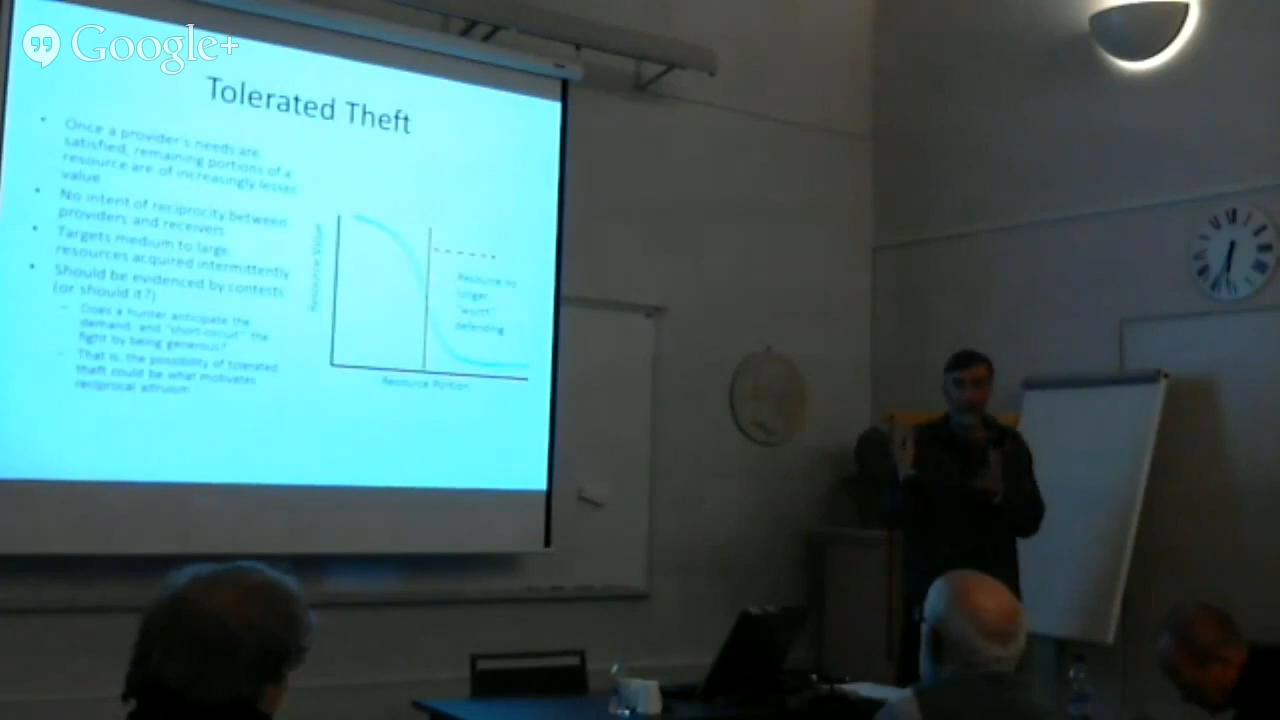 Google+
Tolerated Theft
• Once a provider's needs are
satisfied, remaining portions of a
resource are of increasingly lesser
value
• No intent of reciprocity between
providers and receivers
• Targets medium to large
resources acquired intermittently
• Should be evidenced by contests
(or should it?)
– Does a hunter anticipate the
demand, and "short-circuit" the
fight by being generous?
– That is, the possibility of tolerated
theft could be what motivates
reciprocal altruism
Resource Value
Resource no
longer
"worth"
defending
Resource Portion